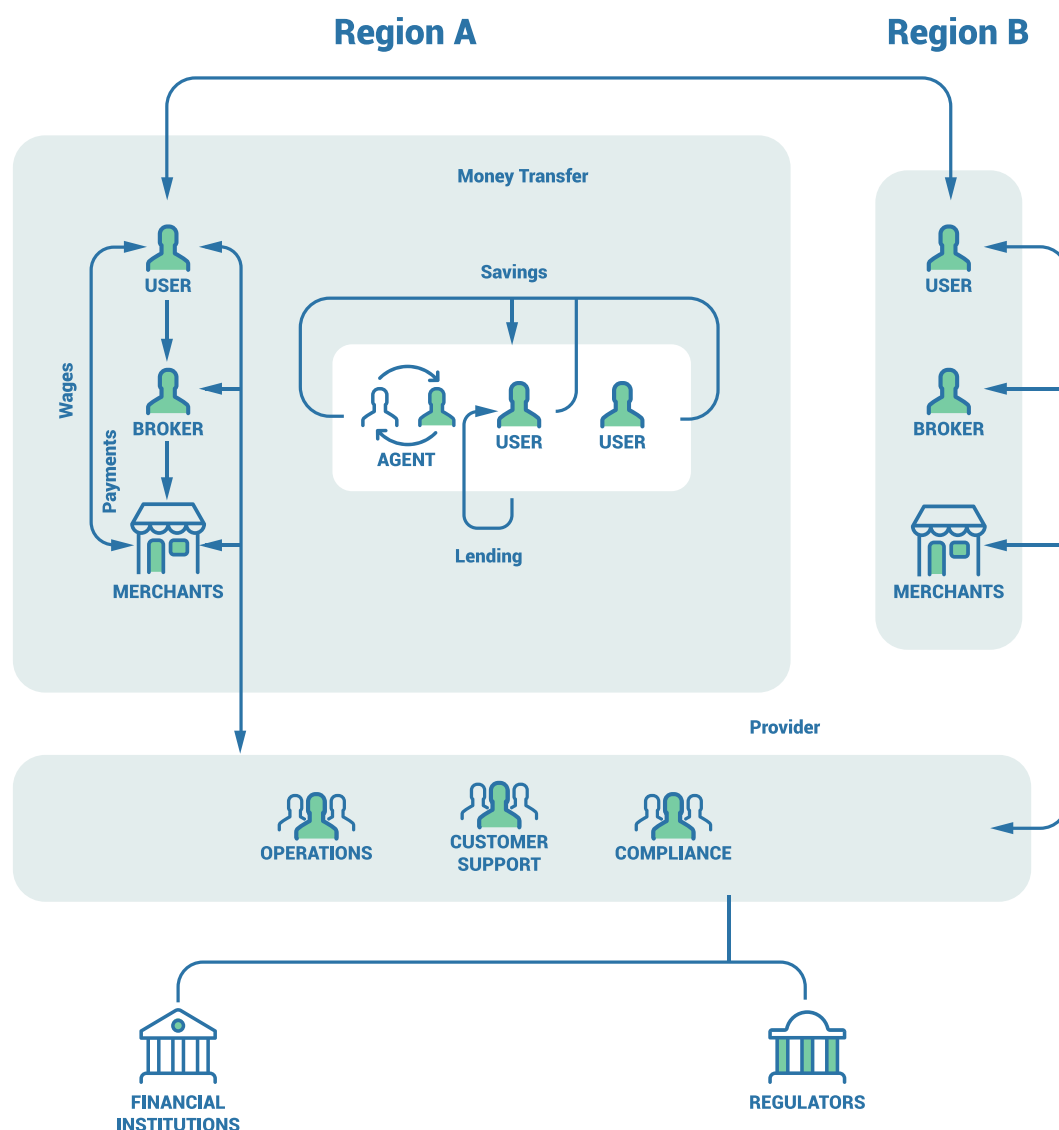 Region A
Region B
Money Transfer
USER
Savings
USER
Wages
BROKER
Payments
AGENT
USER
USER
BROKER
MERCHANTS
Lending
MERCHANTS
Provider
OPERATIONS
CUSTOMER
SUPPORT
COMPLIANCE
FINANCIAL
INSTITUTIONS
REGULATORS